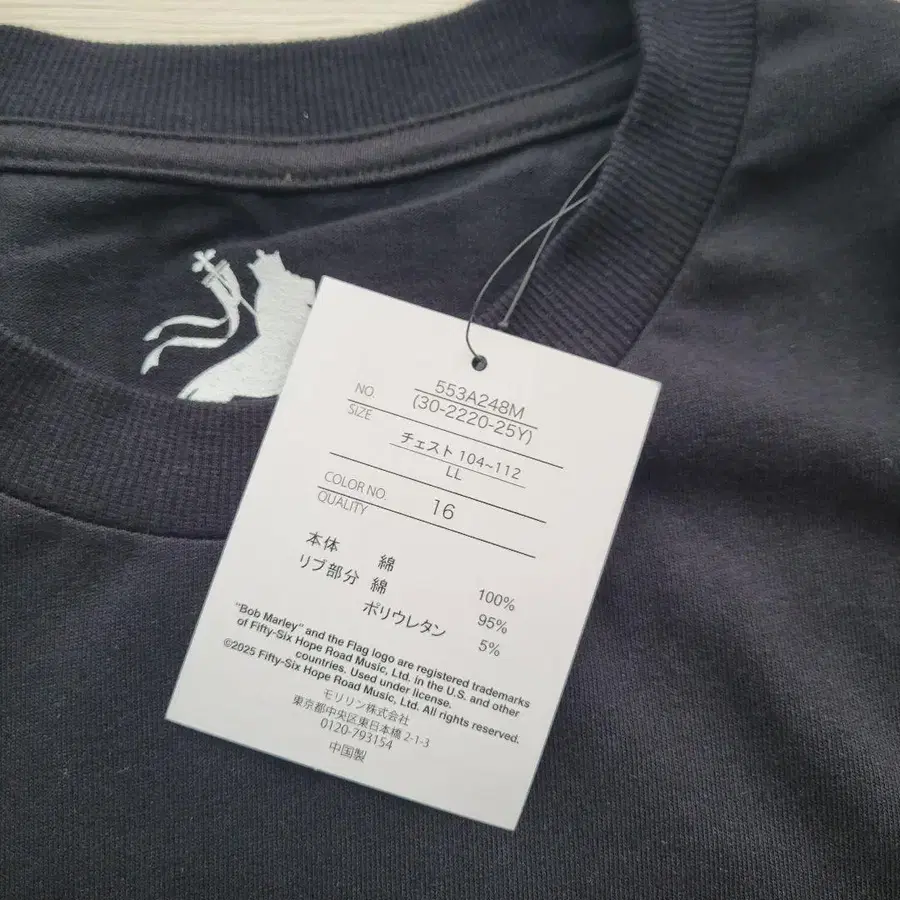 NO. 553A248M
(30-2220-25Y)
SIZE チェスト 104~112
LL
COLOR NO. 16
QUALITY
本体 綿 100%
リブ部分 綿 95%
ポリウレタン 5%
"Bob Marley" and the Flag logo are registered trademarks
of Fifty-Six Hope Road Music, Ltd. in the U.S. and other
countries. Used under license.
©2025 Fifty-Six Hope Road Music, Ltd. All rights reserved.
モリリン株式会社
東京都中央区東日本橋 2-1-3
0120-793154
中国製